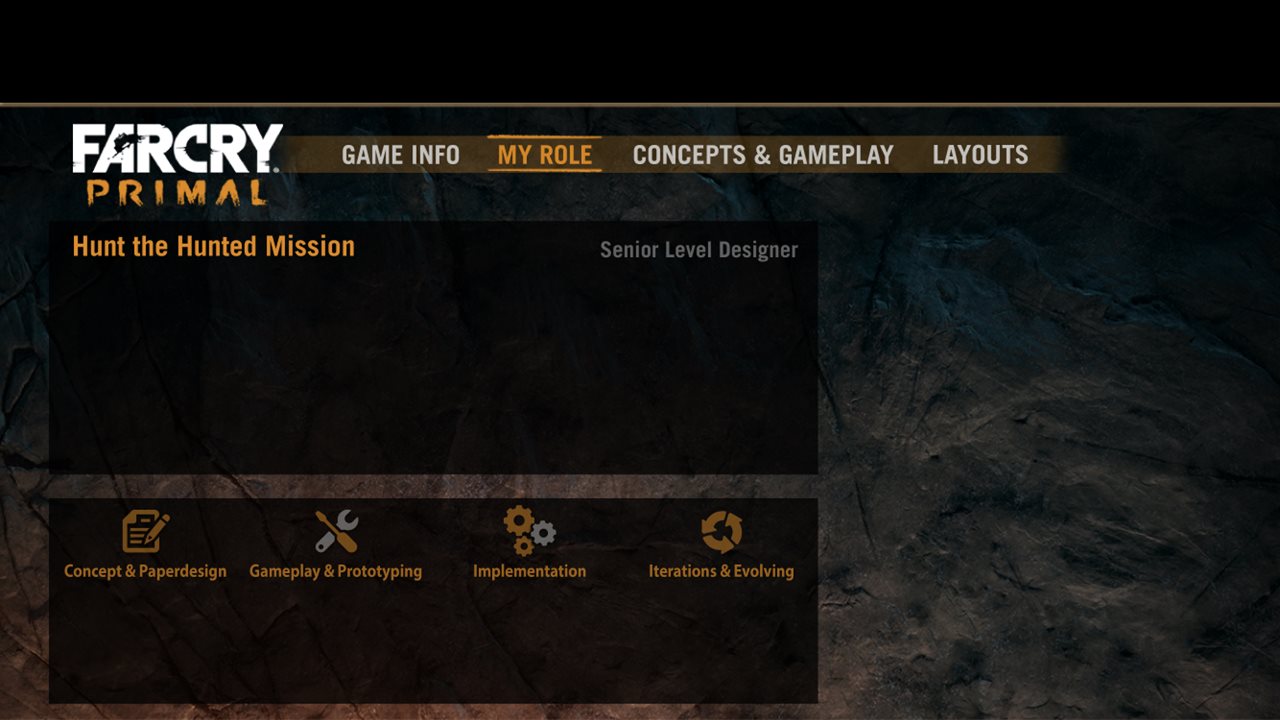 FARCRY
PRIMAL
GAME INFO MY ROLE CONCEPTS & GAMEPLAY LAYOUTS
Hunt the Hunted Mission
Senior Level Designer
Concept & Paperdesign Gameplay & Prototyping Implementation Iterations & Evolving